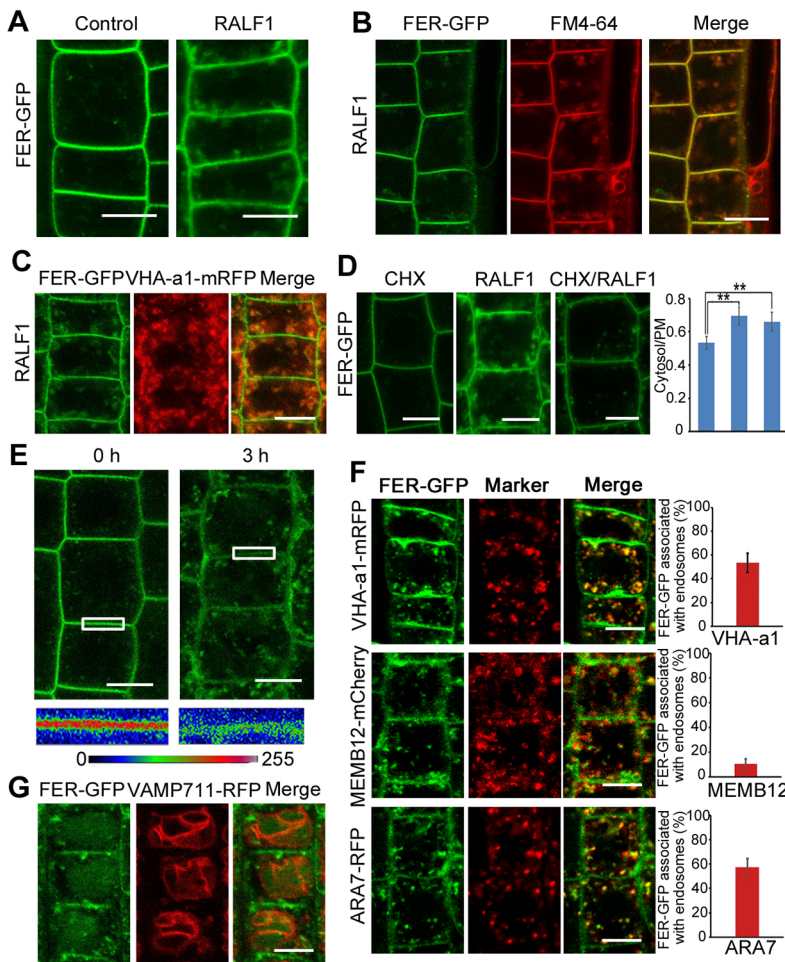 A
Control
RALF1
FER-GFP
B
FER-GFP
FM4-64
Merge
RALF1
C
FER-GFP VHA-a1-mRFP Merge
RALF1
D
CHX
RALF1
CHX/RALF1
FER-GFP
Cytosol/PM
0.8
0.6
0.4
0.2
0
**
**
E
0 h
3 h
0
255
F
FER-GFP
Marker
Merge
VHA-a1-mRFP
FER-GFP associated
with endosomes (%)
100
80
60
40
20
0
VHA-a1
MEMB12-mCherry
FER-GFP associated
with endosomes (%)
100
80
60
40
20
0
MEMB12
ARA7-RFP
FER-GFP associated
with endosomes (%)
100
80
60
40
20
0
ARA7
G
FER-GFP VAMP711-RFP Merge